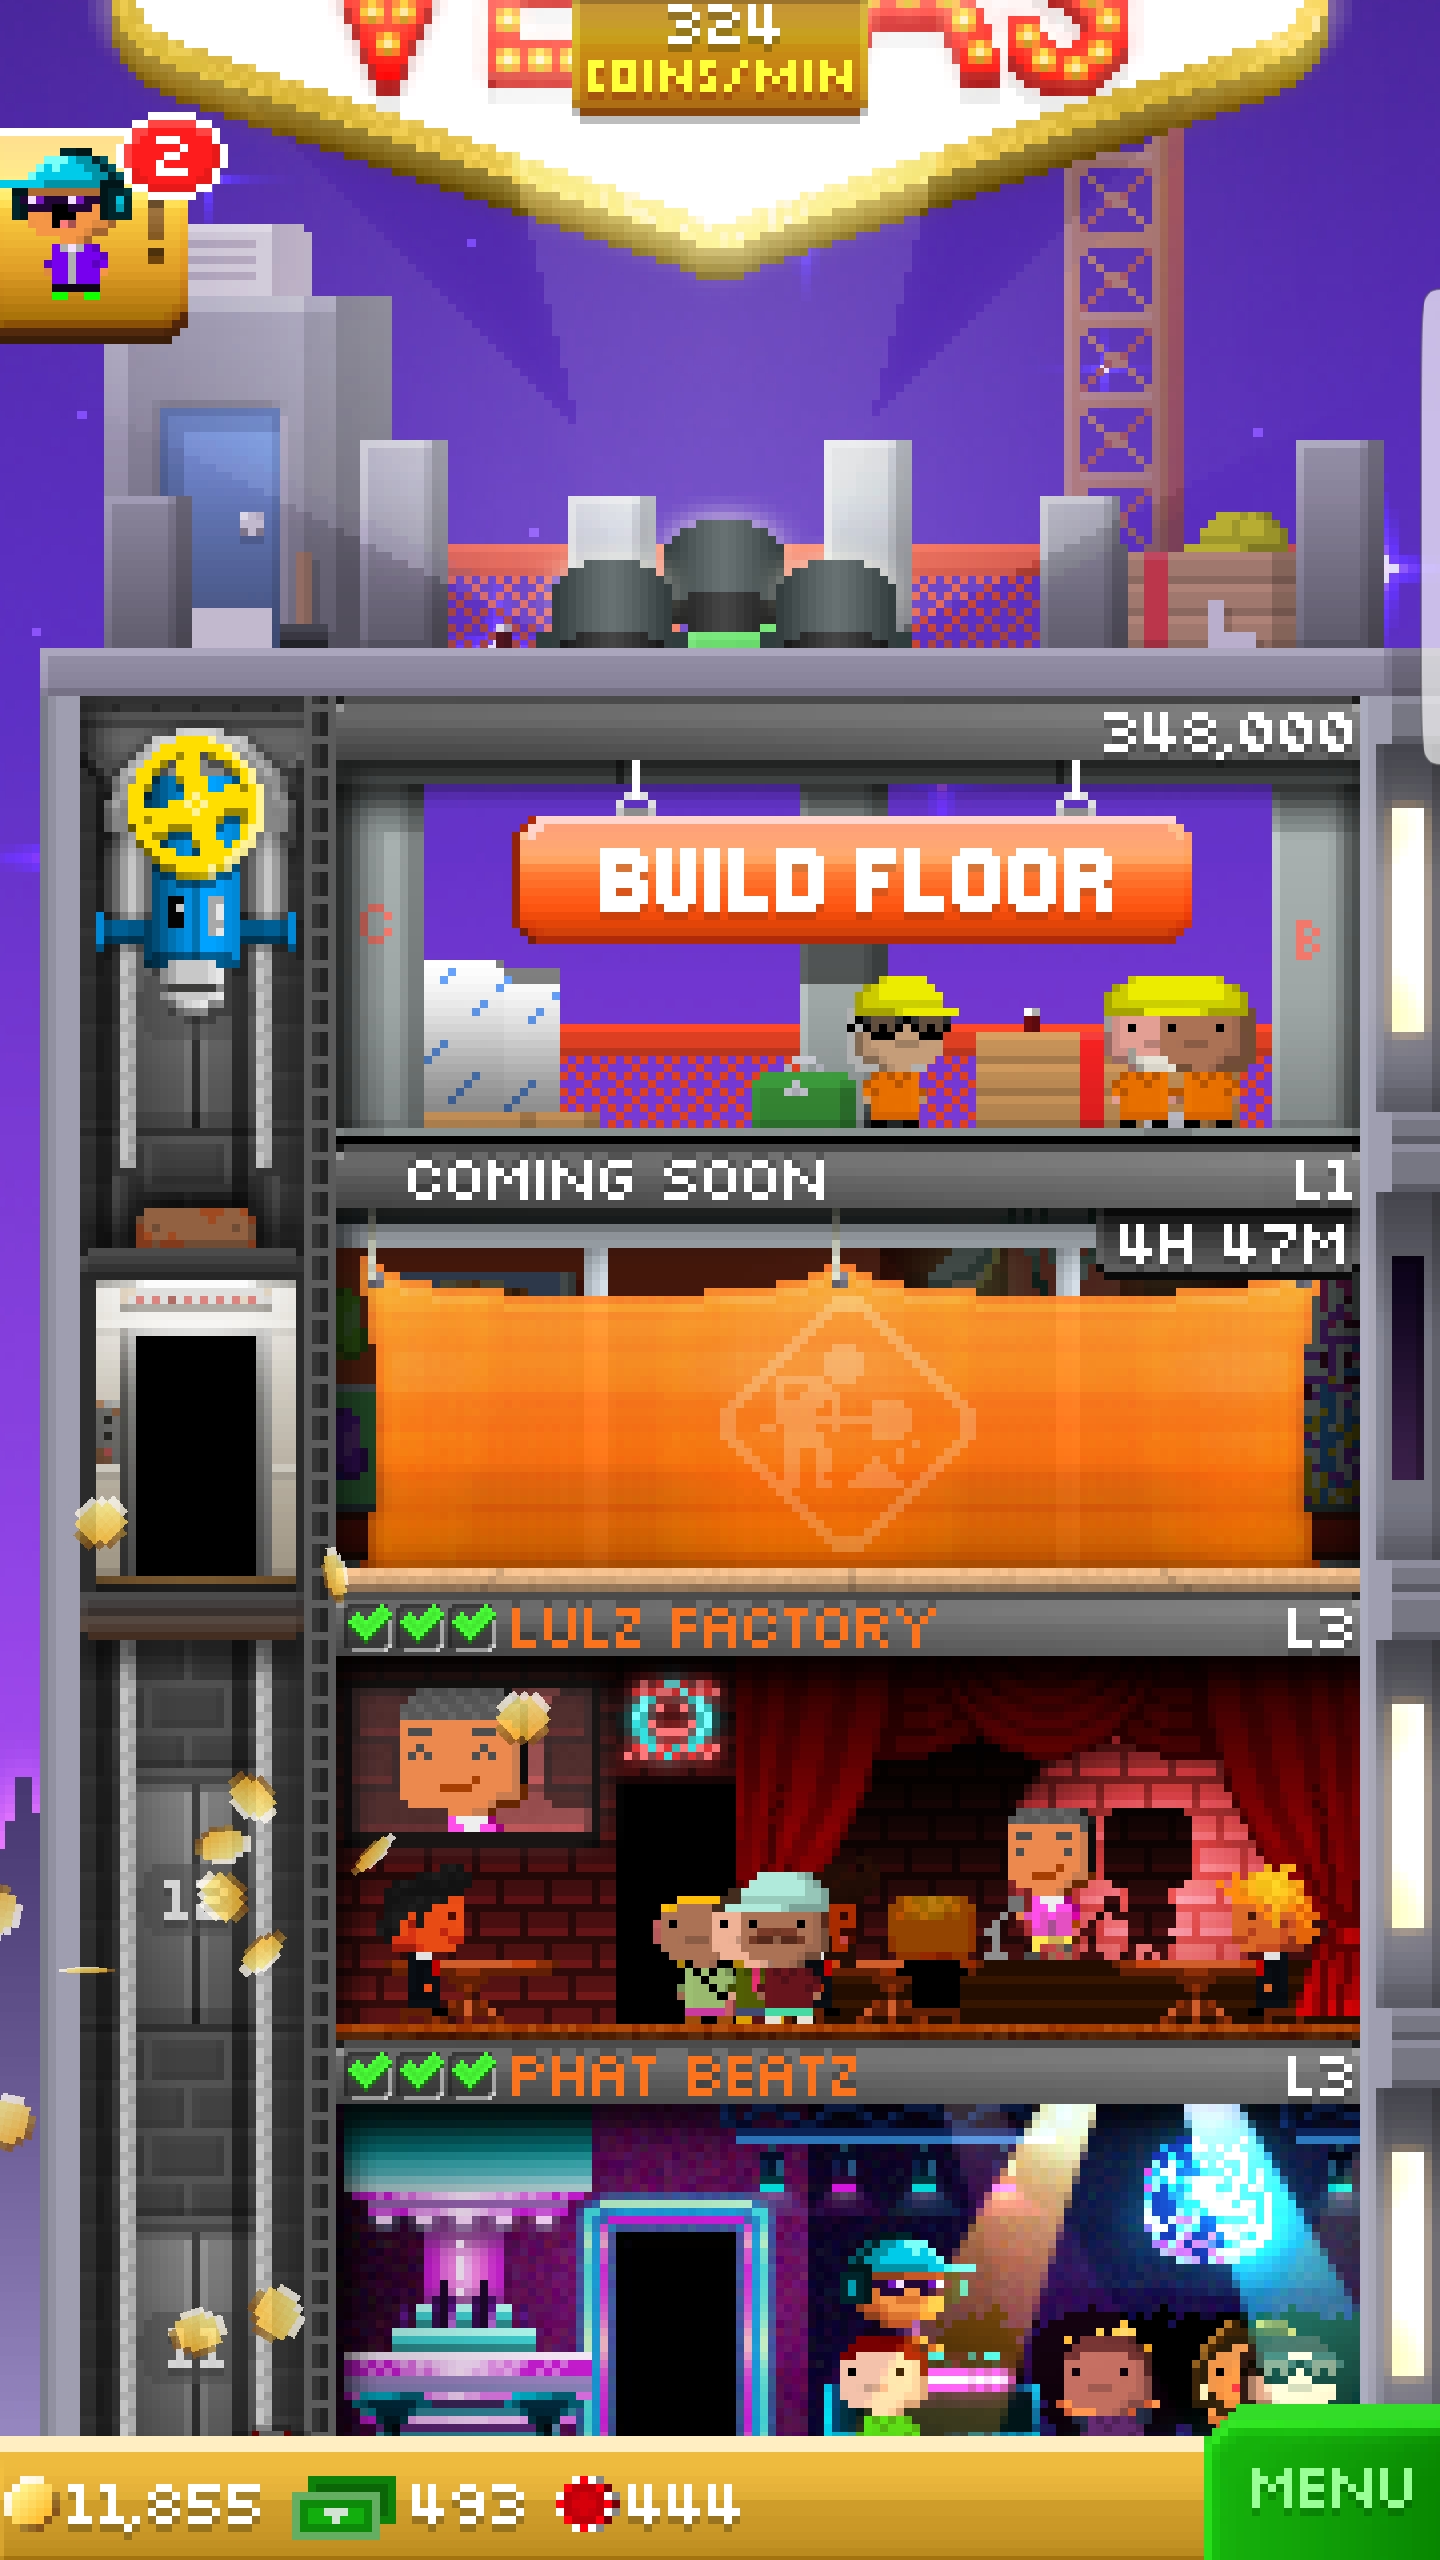 324
COINS/MIN
2
348,000
C
BUILD FLOOR
B
COMING SOON L1
4H 47M
LULZ FACTORY L3
PHAT BEATZ L3
11
11,855 493 444
MENU